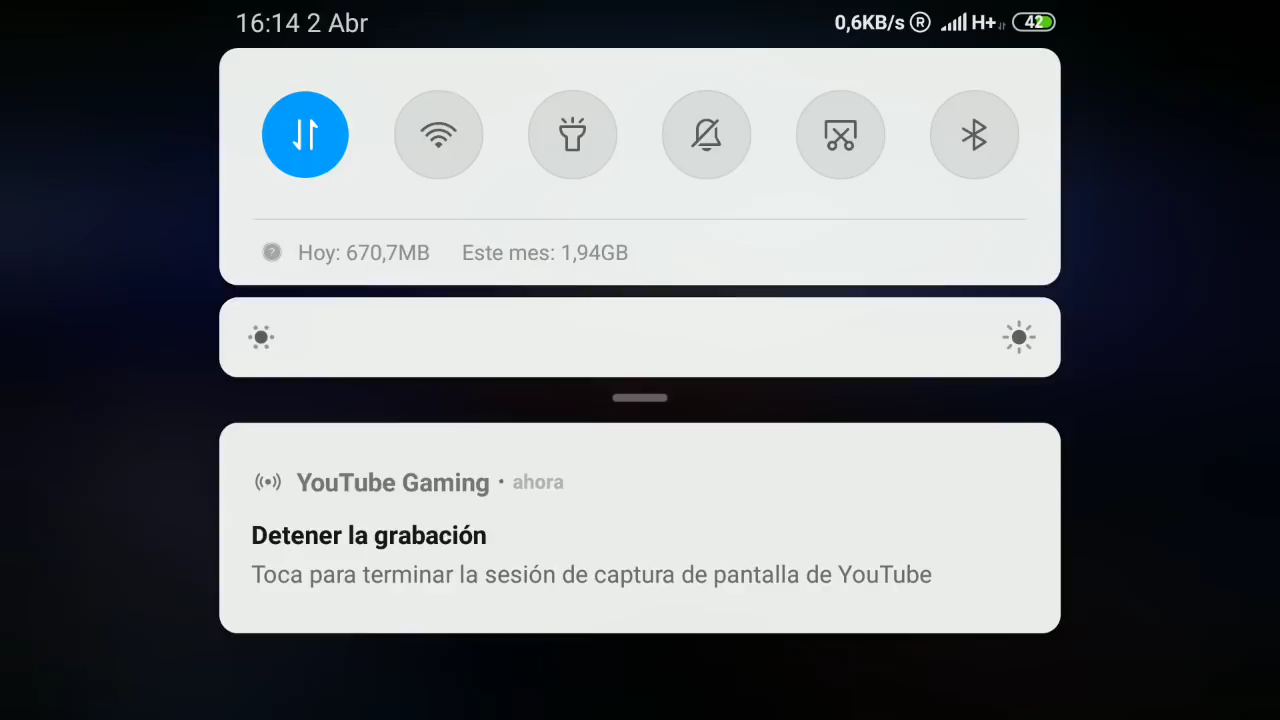 16:14 2 Abr 0,6KB/s R H+ 42
Hoy: 670,7MB Este mes: 1,94GB
YouTube Gaming · ahora
Detener la grabación
Toca para terminar la sesión de captura de pantalla de YouTube